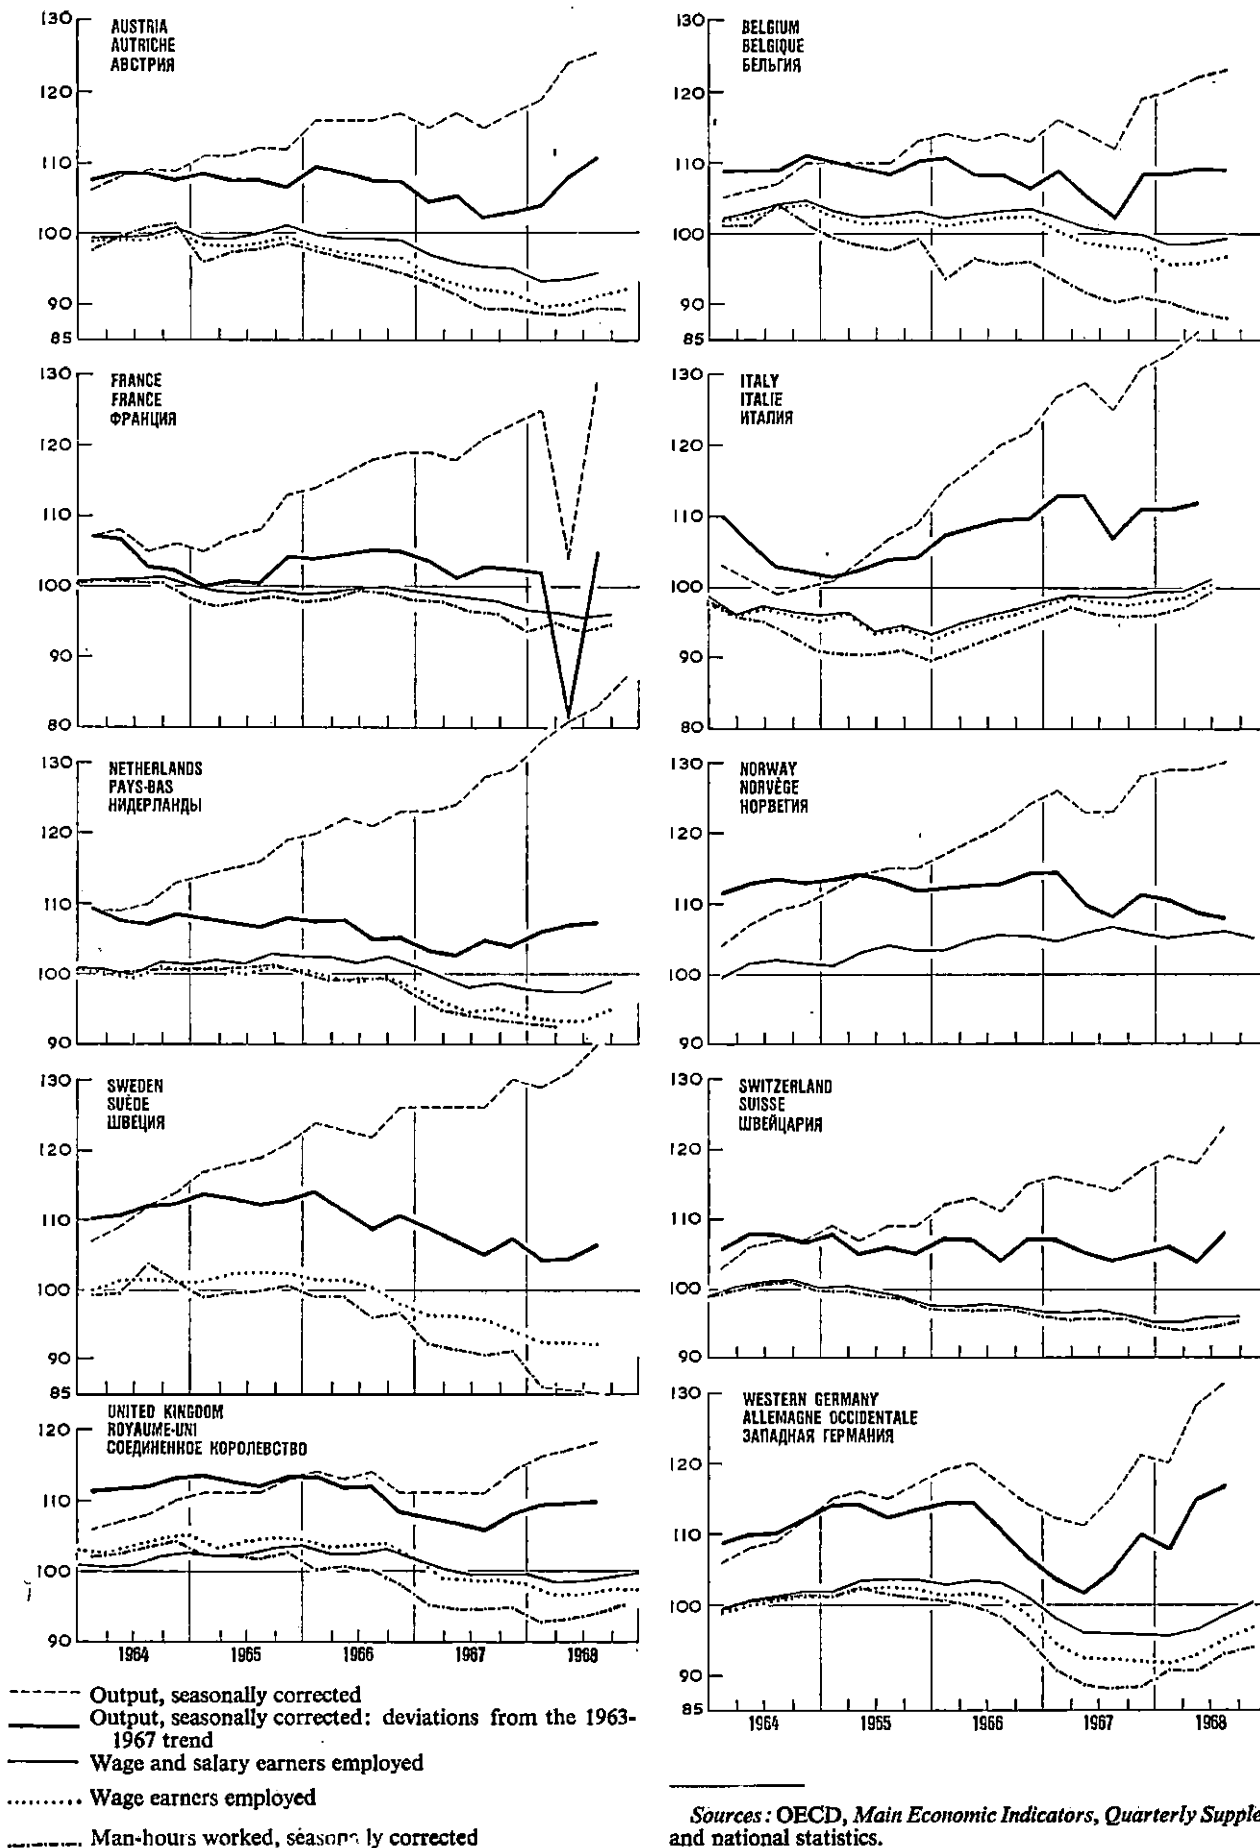 AUSTRIA
AUTRICHE
АВСТРИЯ
130
120
110
100
90
85
BELGIUM
BELGIQUE
БЕЛЬГИЯ
130
120
110
100
90
85
FRANCE
FRANCE
ФРАНЦИЯ
130
120
110
100
90
80
ITALY
ITALIE
ИТАЛИЯ
130
120
110
100
90
80
NETHERLANDS
PAYS-BAS
НИДЕРЛАНДЫ
130
120
110
100
90
NORWAY
NORVÈGE
НОРВЕГИЯ
130
120
110
100
90
SWEDEN
SUÈDE
ШВЕЦИЯ
130
120
110
100
90
85
SWITZERLAND
SUISSE
ШВЕЙЦАРИЯ
130
120
110
100
90
UNITED KINGDOM
ROYAUME-UNI
СОЕДИНЕННОЕ КОРОЛЕВСТВО
120
110
100
90
1964 1965 1966 1967 1968
WESTERN GERMANY
ALLEMAGNE OCCIDENTALE
ЗАПАДНАЯ ГЕРМАНИЯ
130
120
110
100
90
85
1964 1965 1966 1967 1968
Output, seasonally corrected
Output, seasonally corrected: deviations from the 1963-
1967 trend
Wage and salary earners employed
Wage earners employed
Man-hours worked, seasonally corrected
Sources: OECD, Main Economic Indicators, Quarterly Supple
and national statistics.